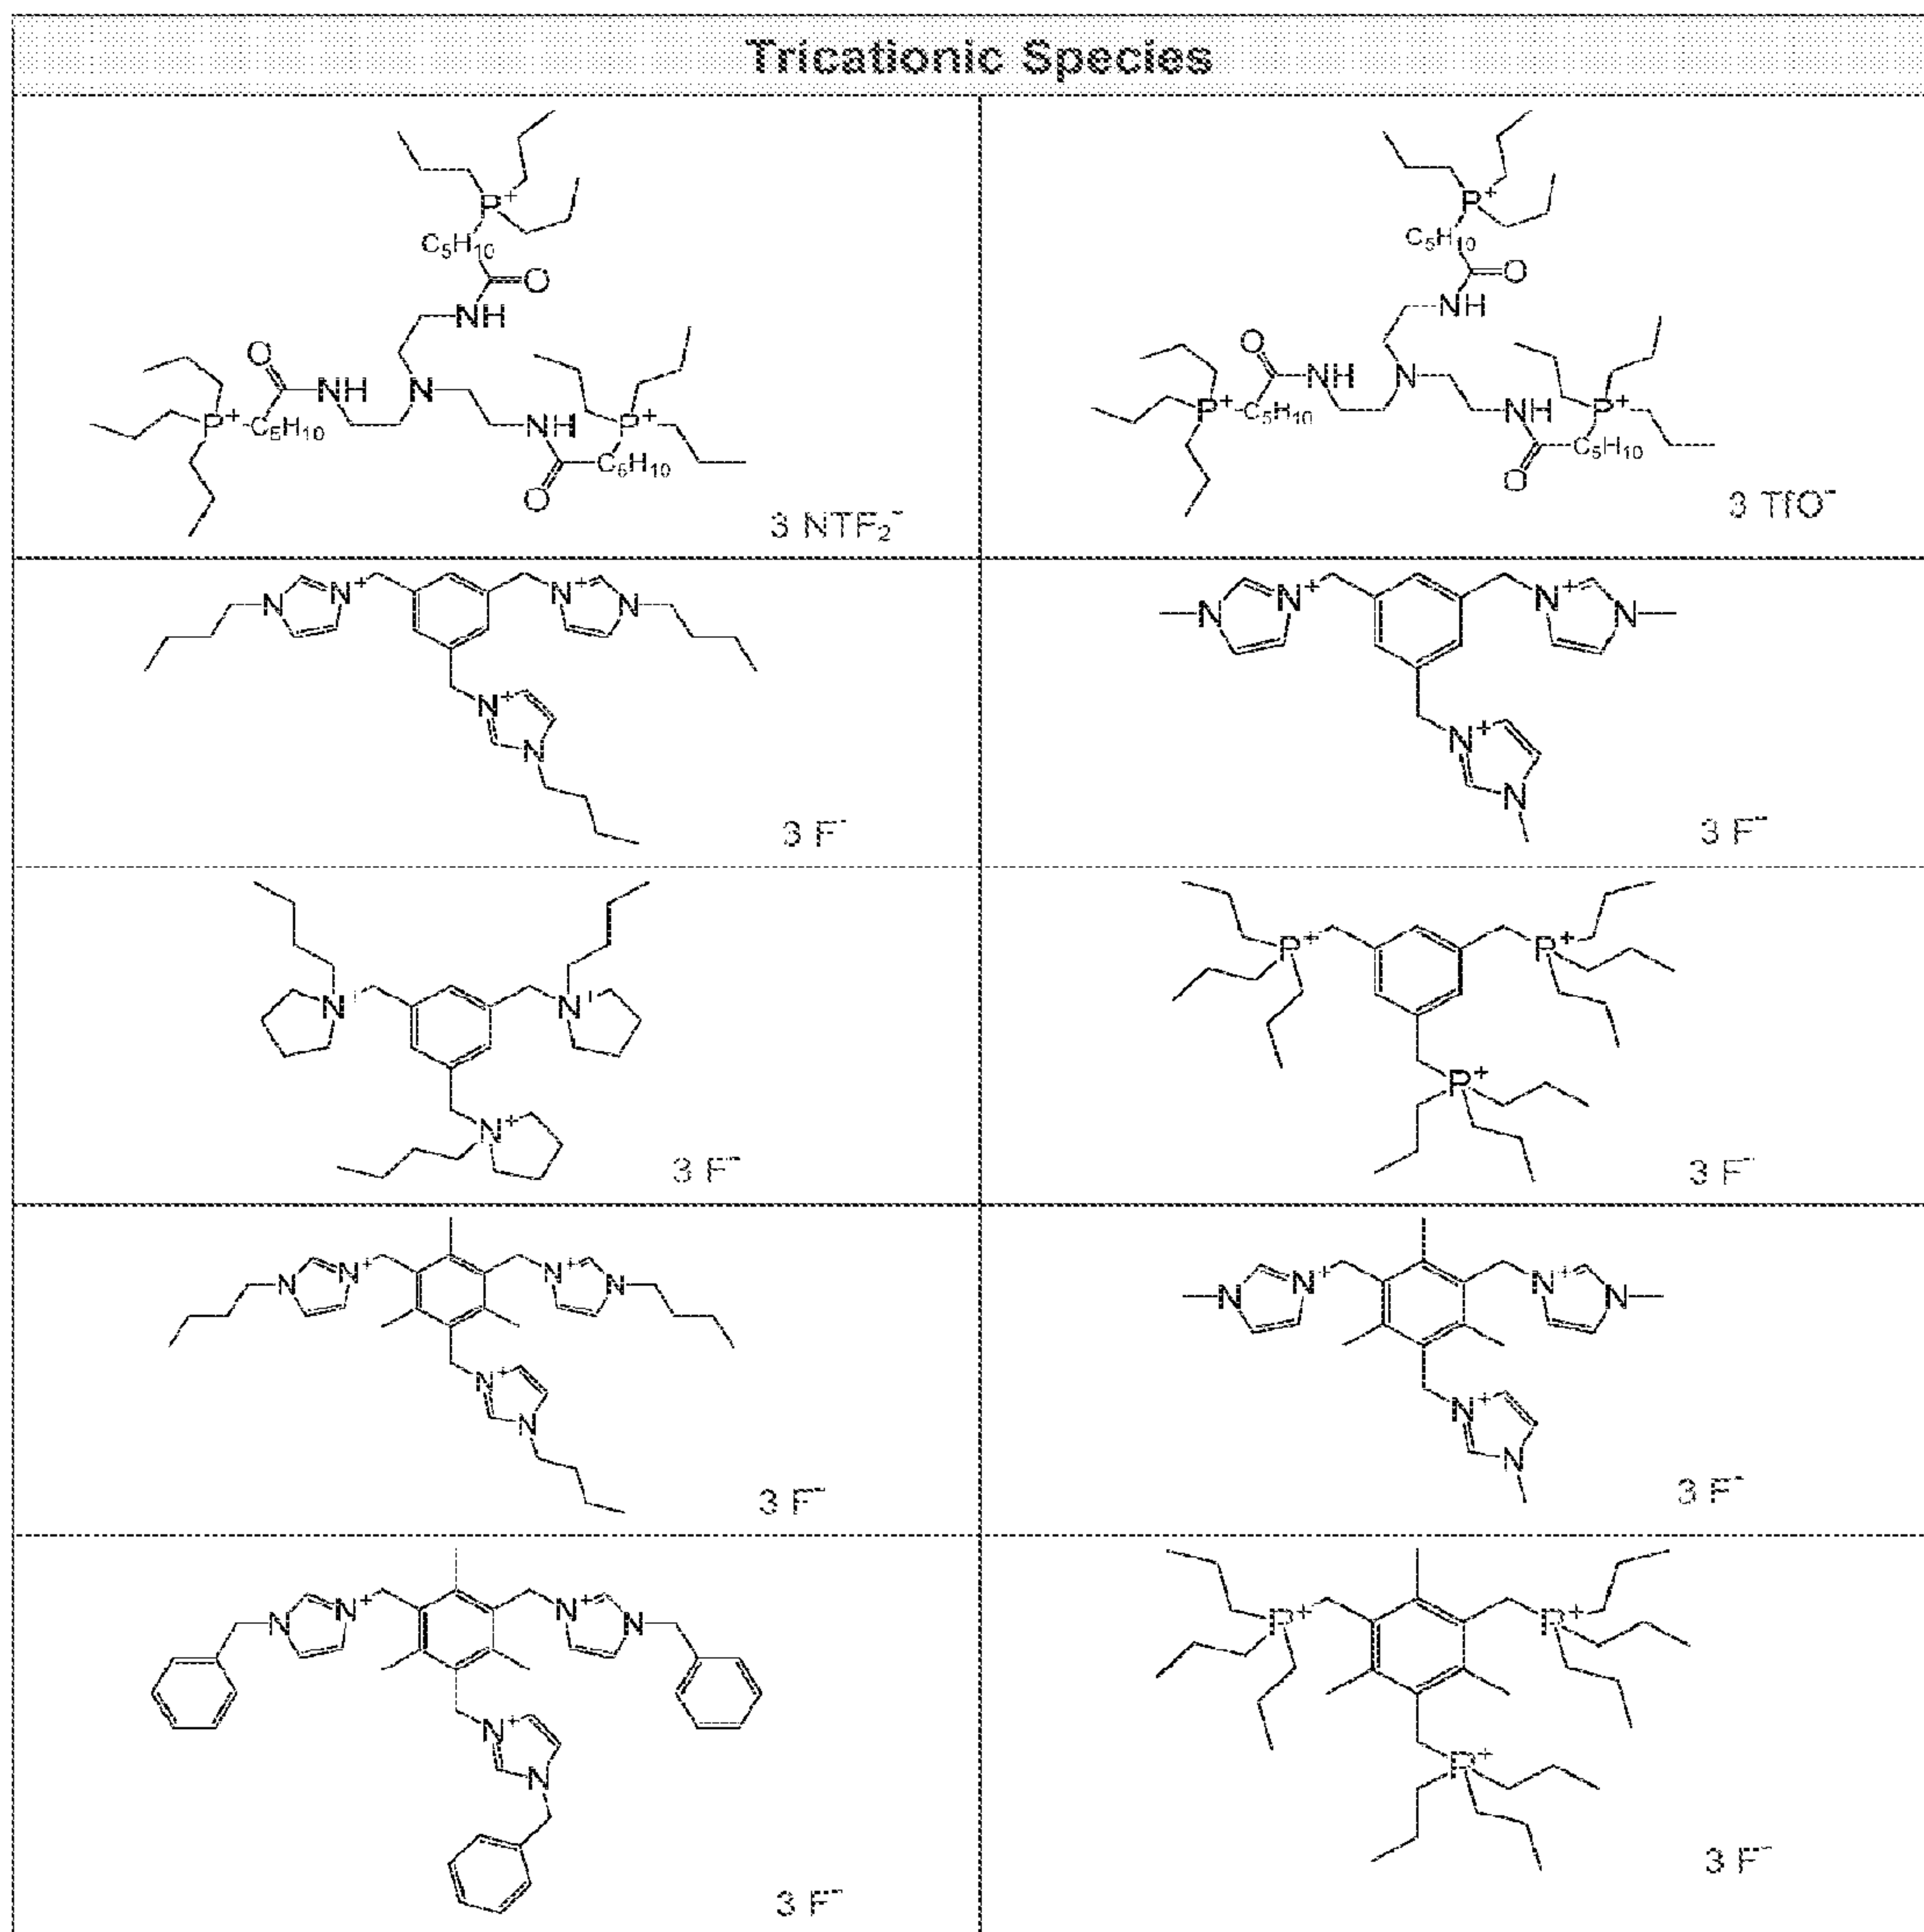 Tricationic Species
P+
C5H10
O
NH
O
NH
N
P+
C5H10
NH
P+
C5H10
O
3 NTF2-
P+
C5H10
O
NH
O
NH
N
P+
C5H10
NH
P+
C5H10
O
3 TfO-
N
N+
N+
N
N+
N
3 F-
N
N+
N+
N
N+
N
3 F-
N+
N+
N+
3 F-
P+
P+
P+
3 F-
N
N+
N+
N
N+
N
3 F-
N
N+
N+
N
N+
N
3 F-
N
N+
N+
N
N+
N
3 F-
P+
P+
P+
3 F-